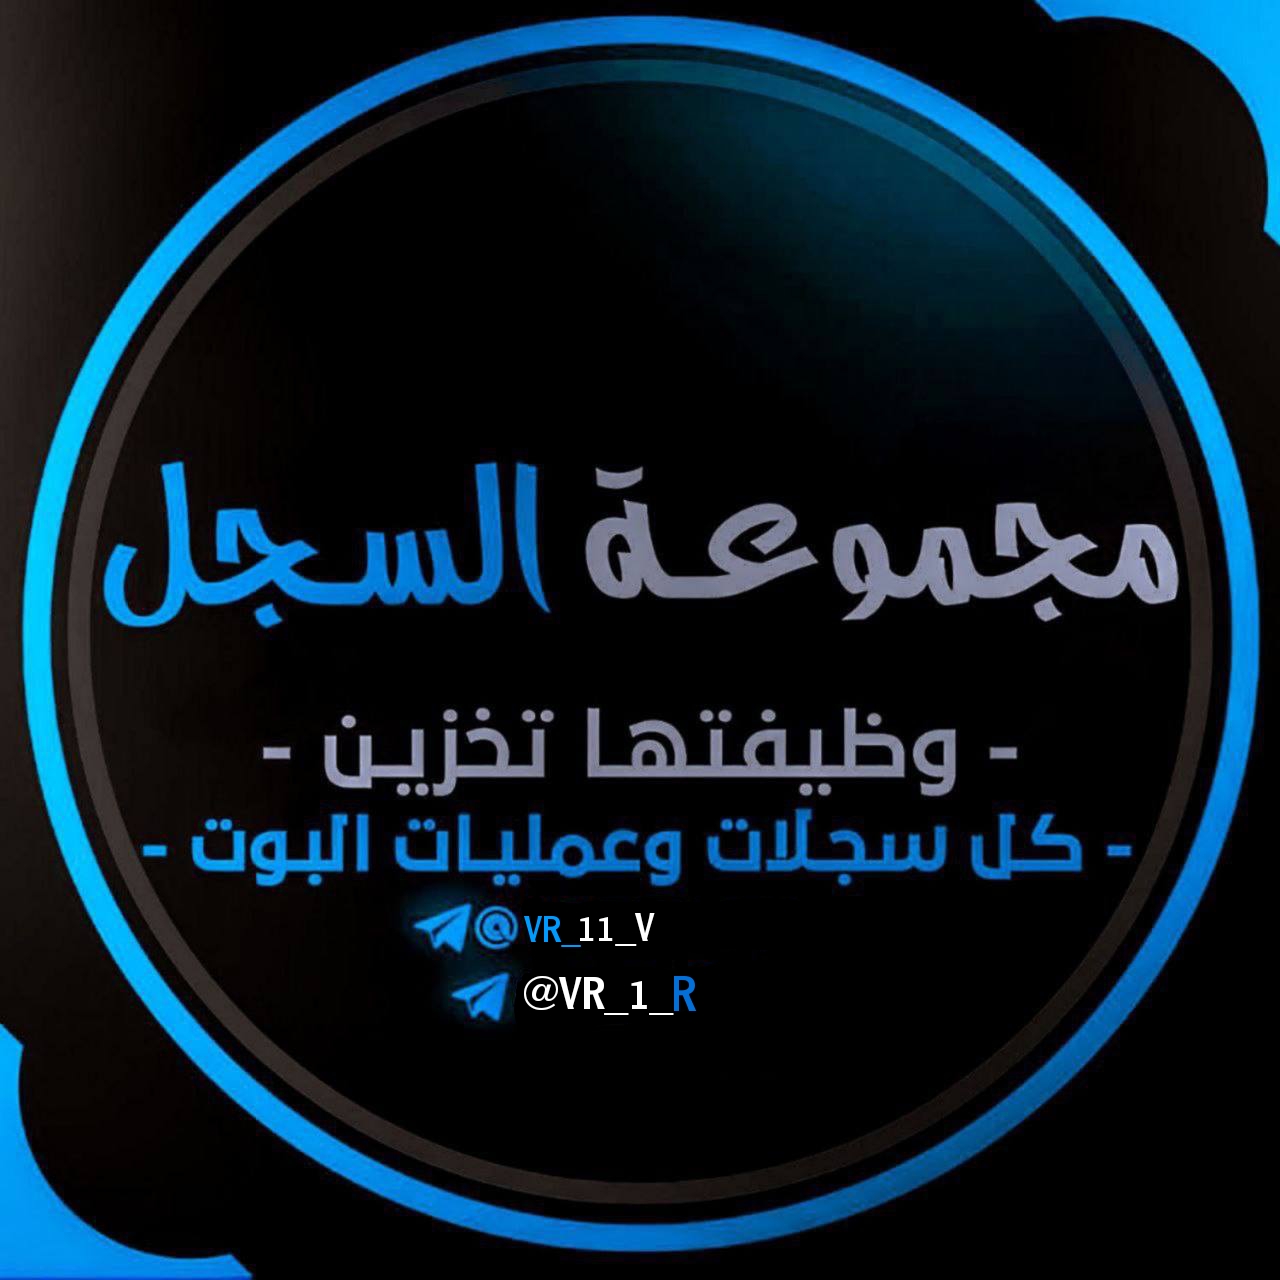 مجموعة السجل
- وظيفتها تخزين -
- كل سجلات وعمليات البوت -
@VR_11_V
@VR_1_R